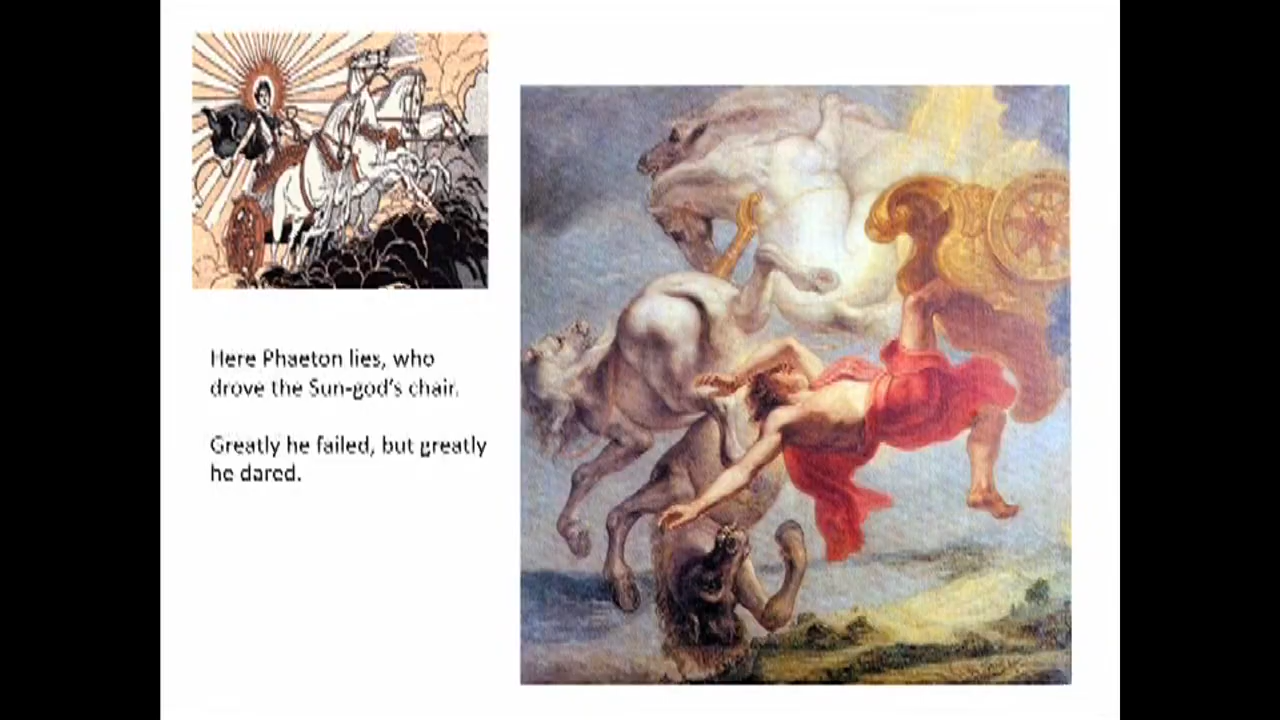 Here Phaeton lies, who
drove the Sun-god's chair.
Greatly he failed, but greatly
he dared.